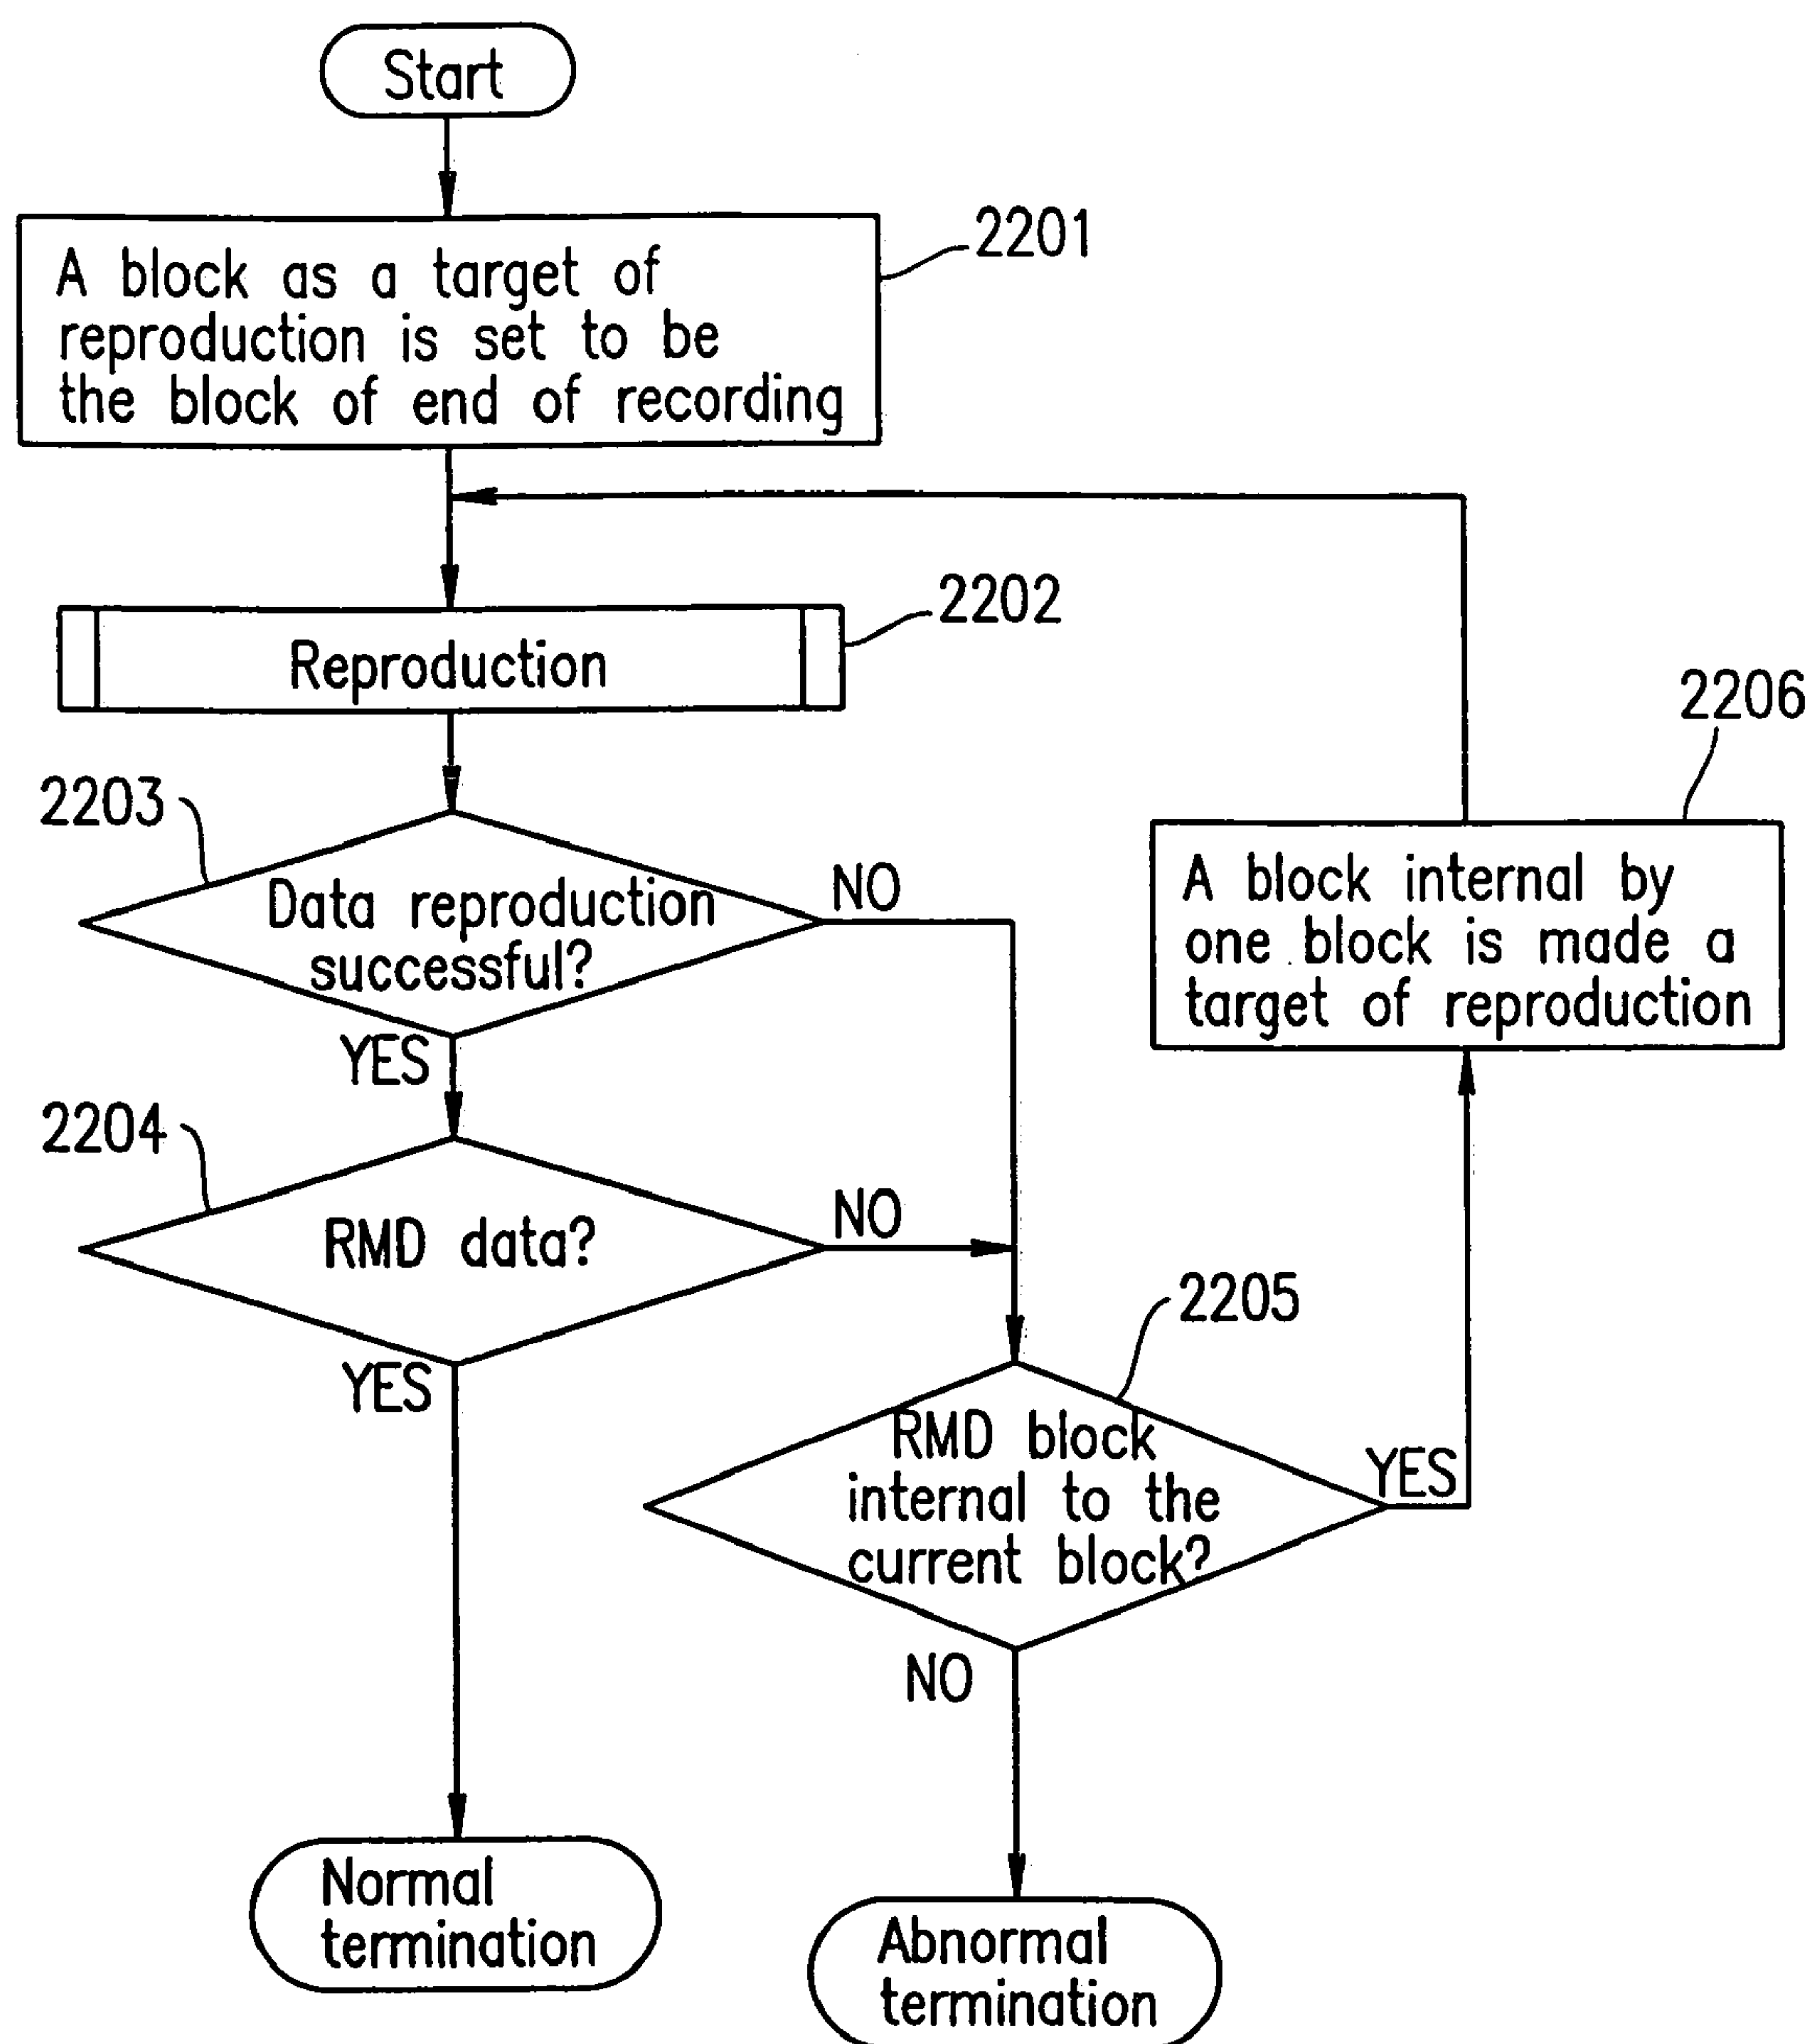 Start
2201
A block as a target of
reproduction is set to be
the block of end of recording
2202
Reproduction
2206
2203
NO
Data reproduction
successful?
A block internal by
one block is made a
target of reproduction
YES
2204
NO
RMD data?
2205
YES
RMD block
internal to the
current block?
YES
NO
Normal
termination
Abnormal
termination